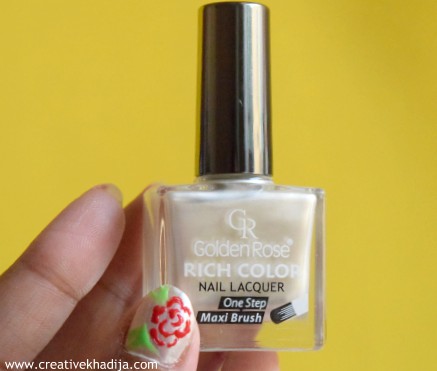 GR
Golden Rose®
RICH COLOR
NAIL LACQUER
One Step
Maxi Brush
www.creativekhadija.com